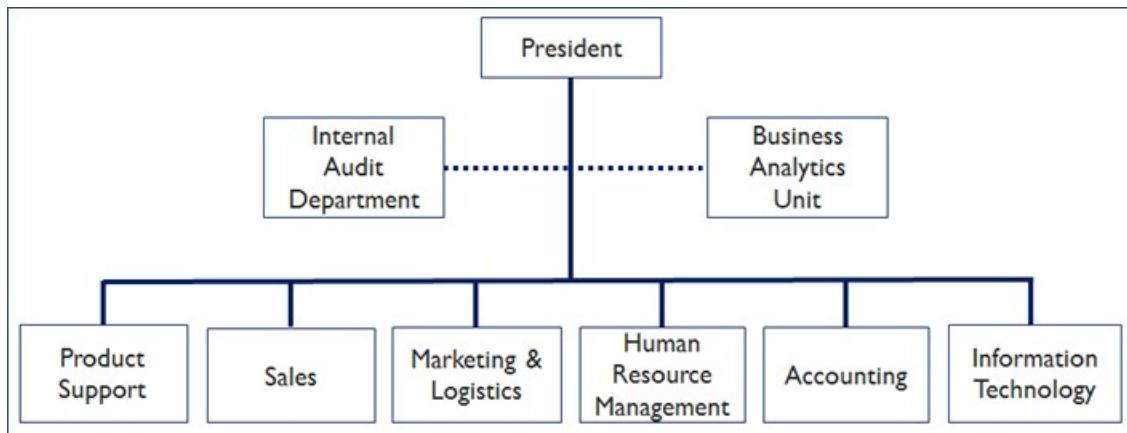 President
Internal
Audit
Department
Business
Analytics
Unit
Product
Support
Sales
Marketing &
Logistics
Human
Resource
Management
Accounting
Information
Technology